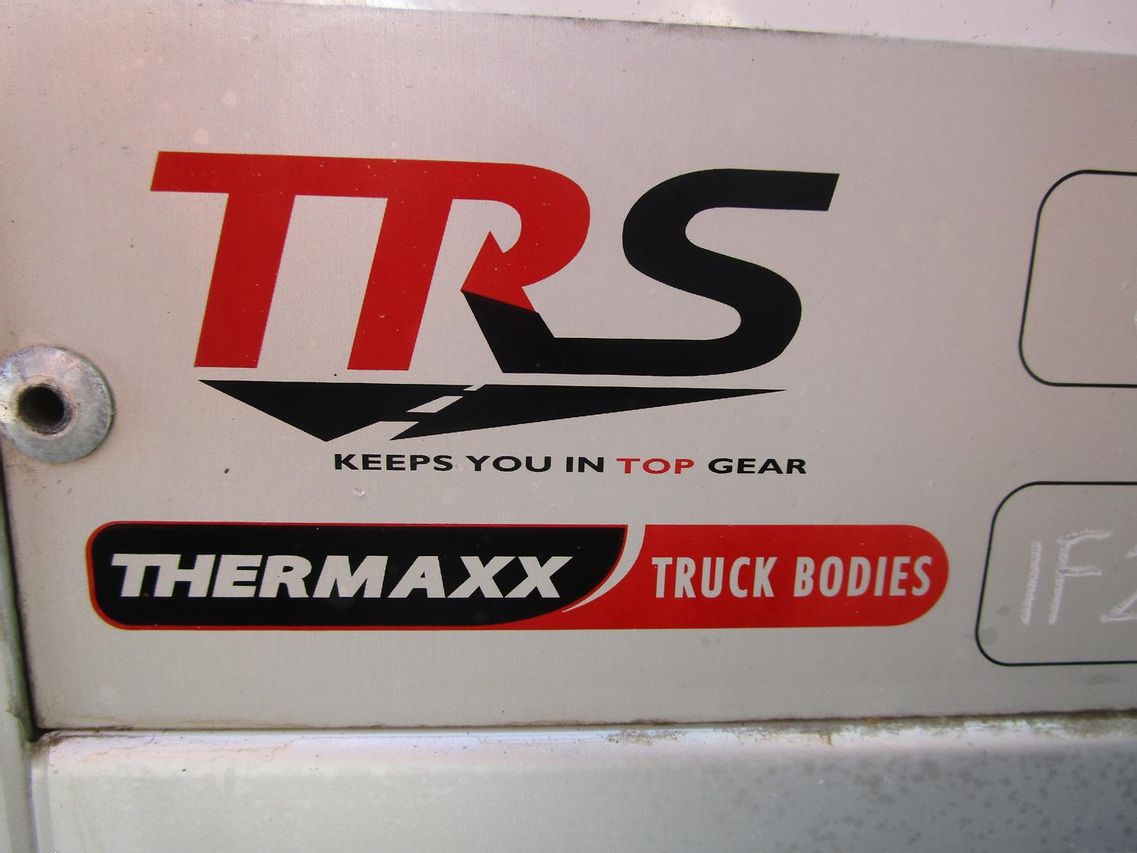 TRS
KEEPS YOU IN TOP GEAR
THERMAXX TRUCK BODIES